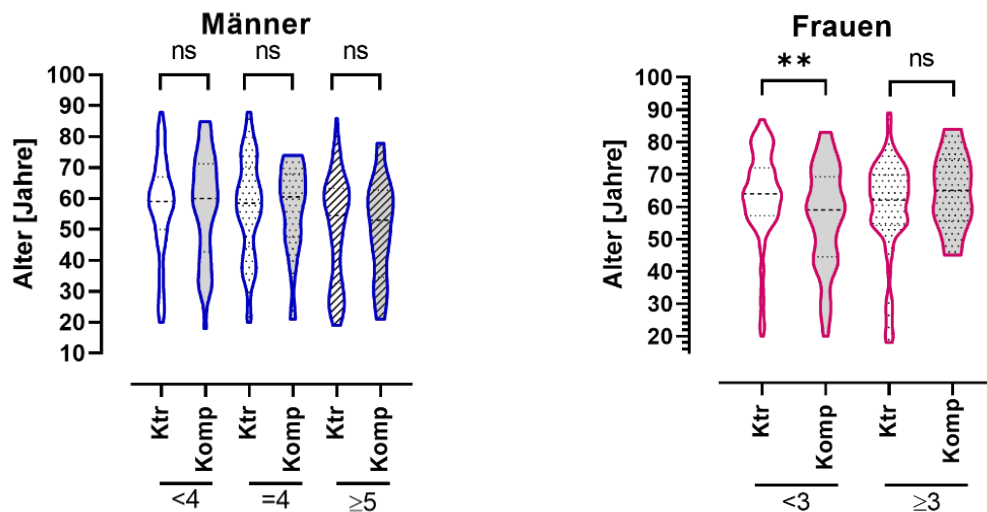 Männer
ns
ns
ns
Alter [Jahre]
100
90
80
70
60
50
40
30
20
10
Ktr
Komp
Ktr
Komp
Ktr
Komp
<4
=4
≥5
Frauen
**
ns
Alter [Jahre]
100
90
80
70
60
50
40
30
20
Ktr
Komp
Ktr
Komp
<3
≥3